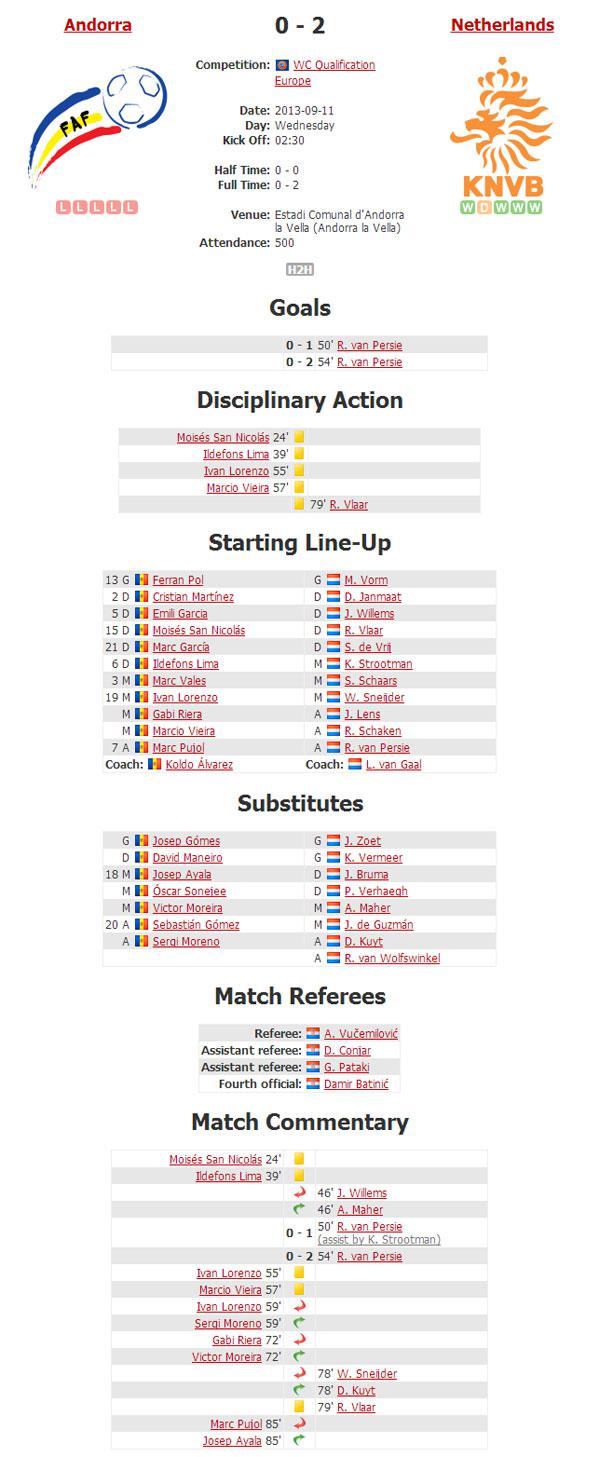 Andorra 0 - 2 Netherlands
Competition: WC Qualification
Europe
Date: 2013-09-11
Day: Wednesday
Kick Off: 02:30
Half Time: 0 - 0
Full Time: 0 - 2
FAF
KNVB
L L L L L
W D W W W
Venue: Estadi Comunal d'Andorra
la Vella (Andorra la Vella)
Attendance: 500
H2H
Goals
0 - 1 50' R. van Persie
0 - 2 54' R. van Persie
Disciplinary Action
Moisés San Nicolás 24'
Ildefons Lima 39'
Ivan Lorenzo 55'
Marcio Vieira 57'
79' R. Vlaar
Starting Line-Up
13 G Ferran Pol G M. Vorm
2 D Cristian Martínez D D. Janmaat
5 D Emili Garcia D J. Willems
15 D Moisés San Nicolás D R. Vlaar
21 D Marc García D S. de Vrij
6 D Ildefons Lima M K. Strootman
3 M Marc Vales M S. Schaars
19 M Ivan Lorenzo M W. Sneijder
M Gabi Riera A J. Lens
M Marcio Vieira A R. Schaken
7 A Marc Pujol A R. van Persie
Coach: Koldo Álvarez Coach: L. van Gaal
Substitutes
G Josep Gómes G J. Zoet
D David Maneiro G K. Vermeer
18 M Josep Ayala D J. Bruma
M Óscar Sonejee D P. Verhaegh
M Victor Moreira M A. Maher
20 A Sebastián Gómez M J. de Guzmán
A Sergi Moreno A D. Kuyt
A R. van Wolfswinkel
Match Referees
Referee: A. Vučemilović
Assistant referee: D. Conjar
Assistant referee: G. Pataki
Fourth official: Damir Batinić
Match Commentary
Moisés San Nicolás 24'
Ildefons Lima 39'
46' J. Willems
46' A. Maher
0 - 1 50' R. van Persie
(assist by K. Strootman)
0 - 2 54' R. van Persie
Ivan Lorenzo 55'
Marcio Vieira 57'
Ivan Lorenzo 59'
Sergi Moreno 59'
Gabi Riera 72'
Victor Moreira 72'
78' W. Sneijder
78' D. Kuyt
79' R. Vlaar
Marc Pujol 85'
Josep Ayala 85'